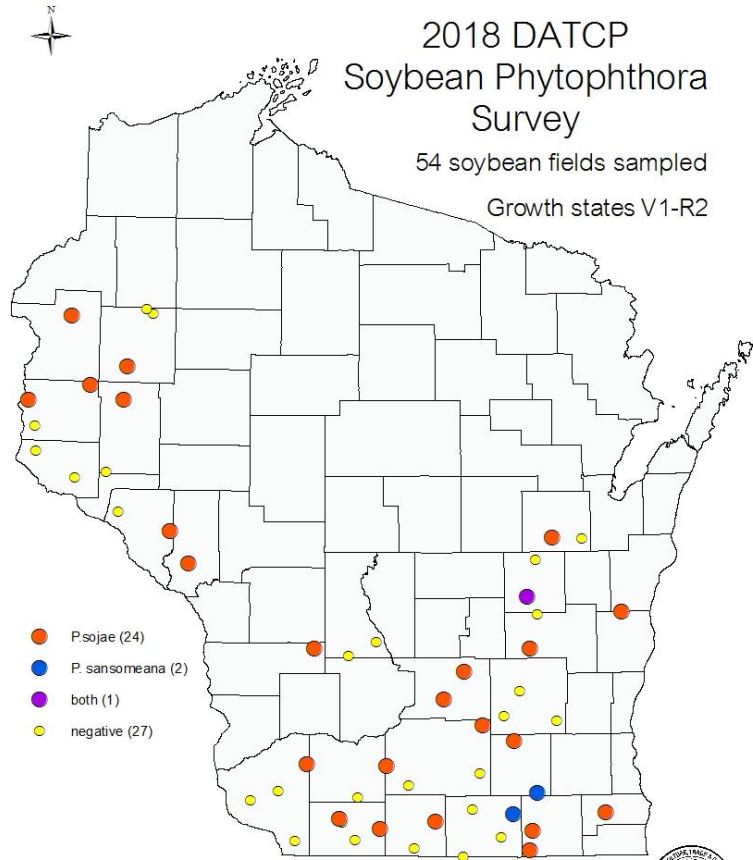 2018 DATCP
Soybean Phytophthora
Survey
54 soybean fields sampled
Growth states V1-R2
P.sojae (24)
P. sansomeana (2)
both (1)
negative (27)